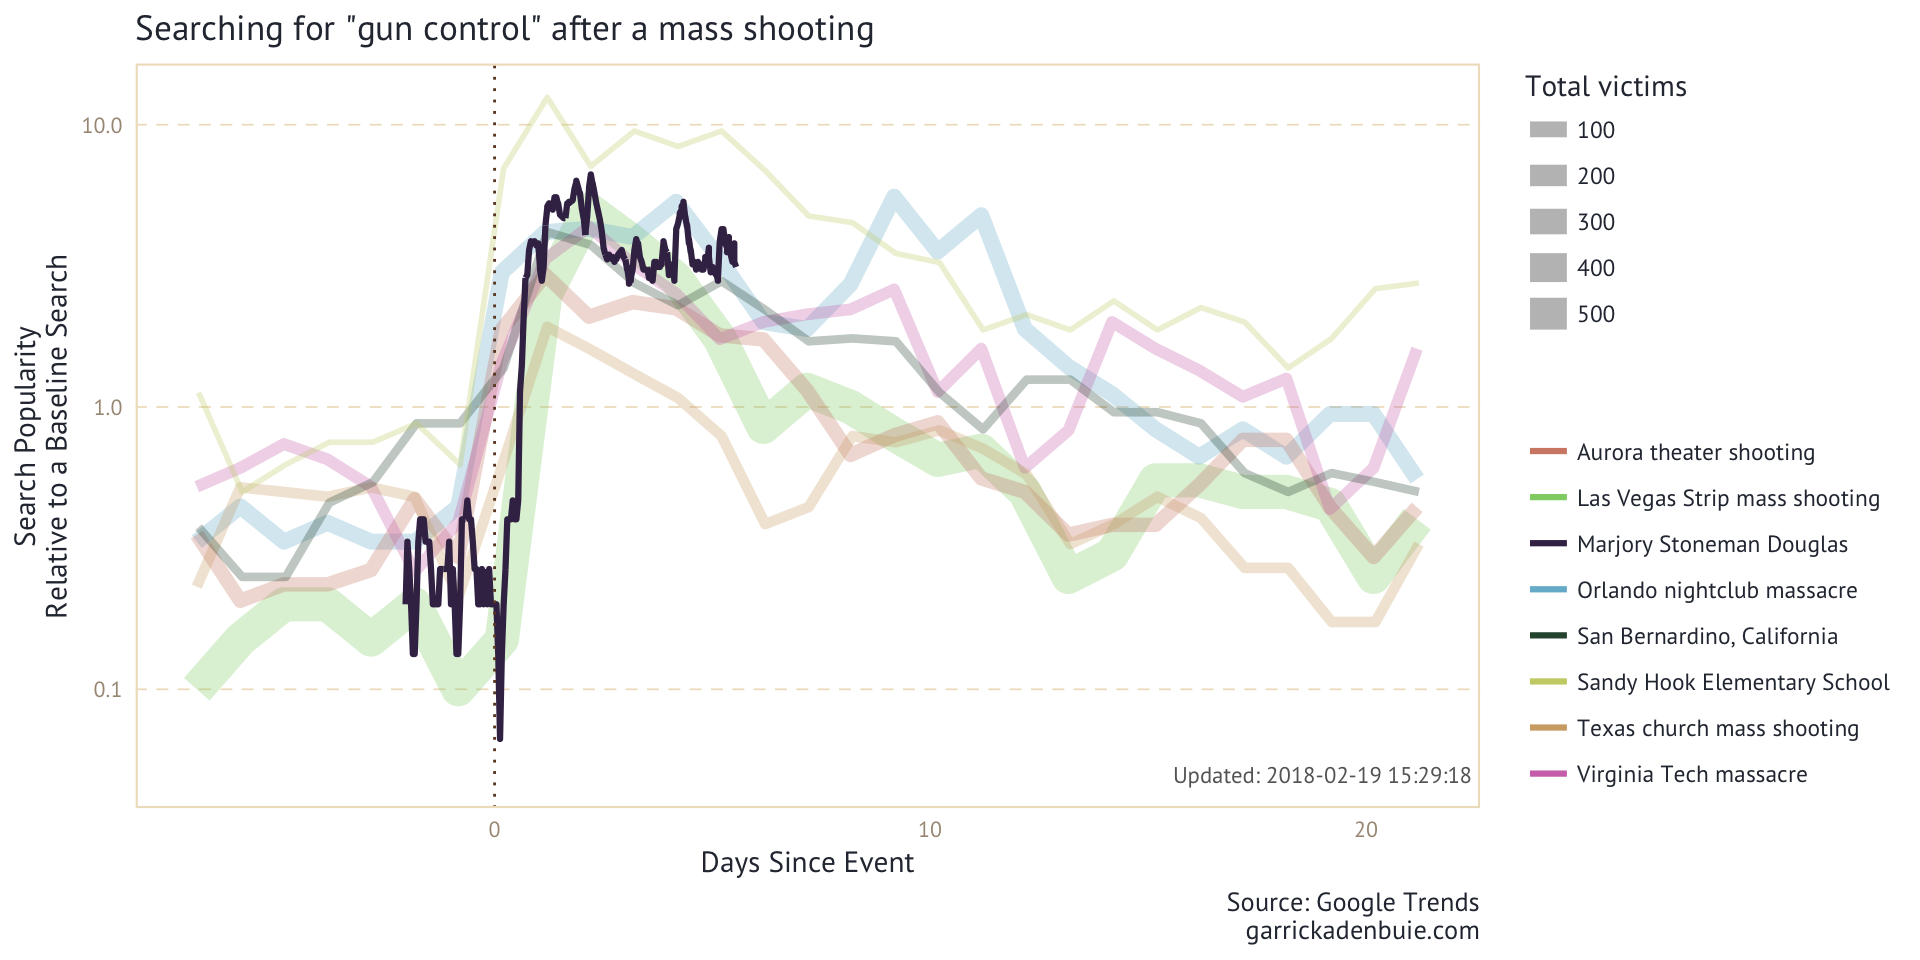 Searching for "gun control" after a mass shooting
Search Popularity
Relative to a Baseline Search
10.0
1.0
0.1
Updated: 2018-02-19 15:29:18
0
10
20
Days Since Event
Total victims
100
200
300
400
500
Aurora theater shooting
Las Vegas Strip mass shooting
Marjory Stoneman Douglas
Orlando nightclub massacre
San Bernardino, California
Sandy Hook Elementary School
Texas church mass shooting
Virginia Tech massacre
Source: Google Trends
garrickadenbuie.com